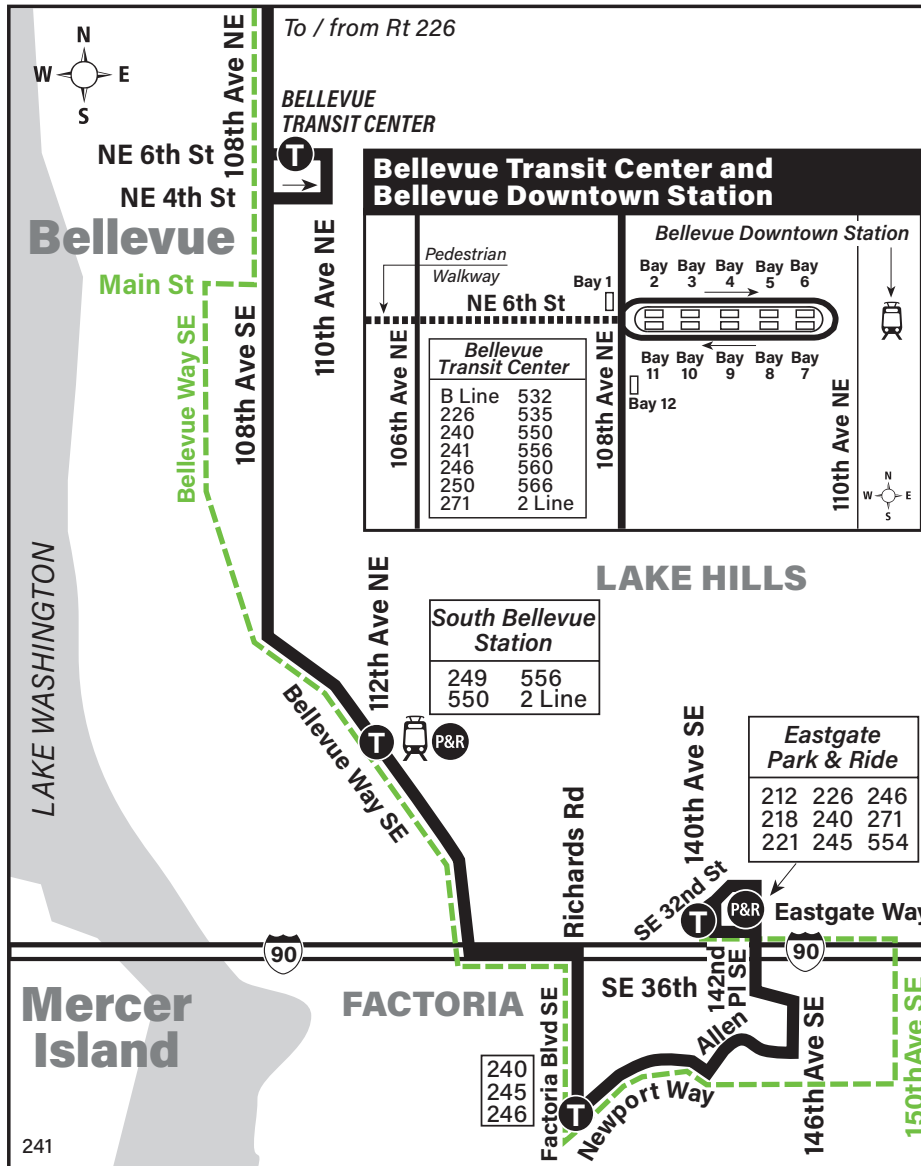 To / from Rt 226
N
W E
S
108th Ave NE
BELLEVUE
TRANSIT CENTER
NE 6th St
T
NE 4th St
Bellevue
110th Ave NE
Main St
Bellevue Way SE
108th Ave SE
LAKE WASHINGTON
Bellevue Transit Center and
Bellevue Downtown Station
Bellevue Downtown Station
Pedestrian
Walkway
Bay 1
NE 6th St
Bay 2
Bay 3
Bay 4
Bay 5
Bay 6
Bay 11
Bay 10
Bay 9
Bay 8
Bay 7
Bay 12
106th Ave NE
108th Ave NE
110th Ave NE
Bellevue
Transit Center
B Line 532
226 535
240 550
241 556
246 560
250 566
271 2 Line
N
W E
S
LAKE HILLS
112th Ave NE
South Bellevue
Station
249 556
550 2 Line
T
P&R
Bellevue Way SE
Richards Rd
140th Ave SE
Eastgate
Park & Ride
212 226 246
218 240 271
221 245 554
SE 32nd St
T
P&R
Eastgate Way
90
90
Mercer
Island
FACTORIA
SE 36th
142nd
Pl SE
Allen
Factoria Blvd SE
240
245
246
T
Newport Way
146th Ave SE
150th Ave SE
241